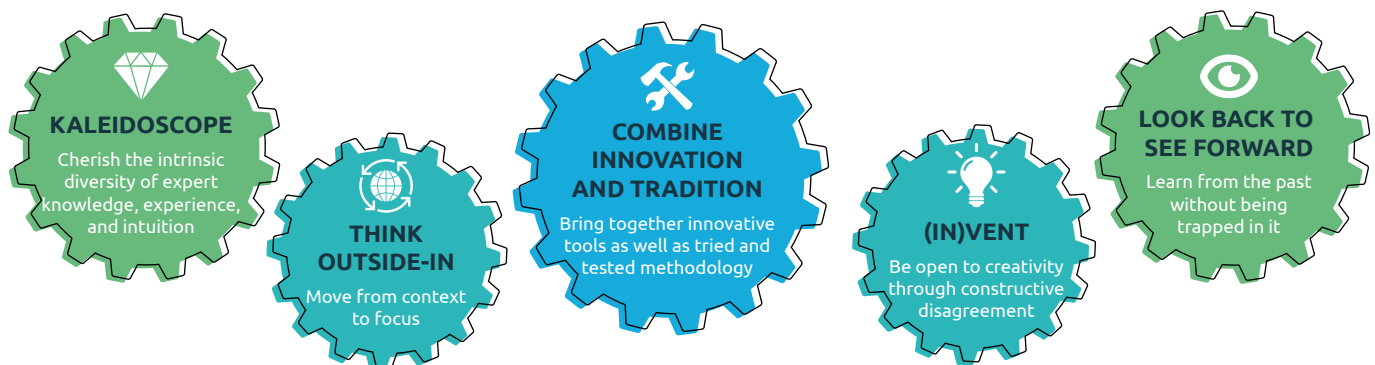 KALEIDOSCOPE
Cherish the intrinsic
diversity of expert
knowledge, experience,
and intuition
THINK
OUTSIDE-IN
Move from context
to focus
COMBINE
INNOVATION
AND TRADITION
Bring together innovative
tools as well as tried and
tested methodology
(IN)VENT
Be open to creativity
through constructive
disagreement
LOOK BACK TO
SEE FORWARD
Learn from the past
without being
trapped in it